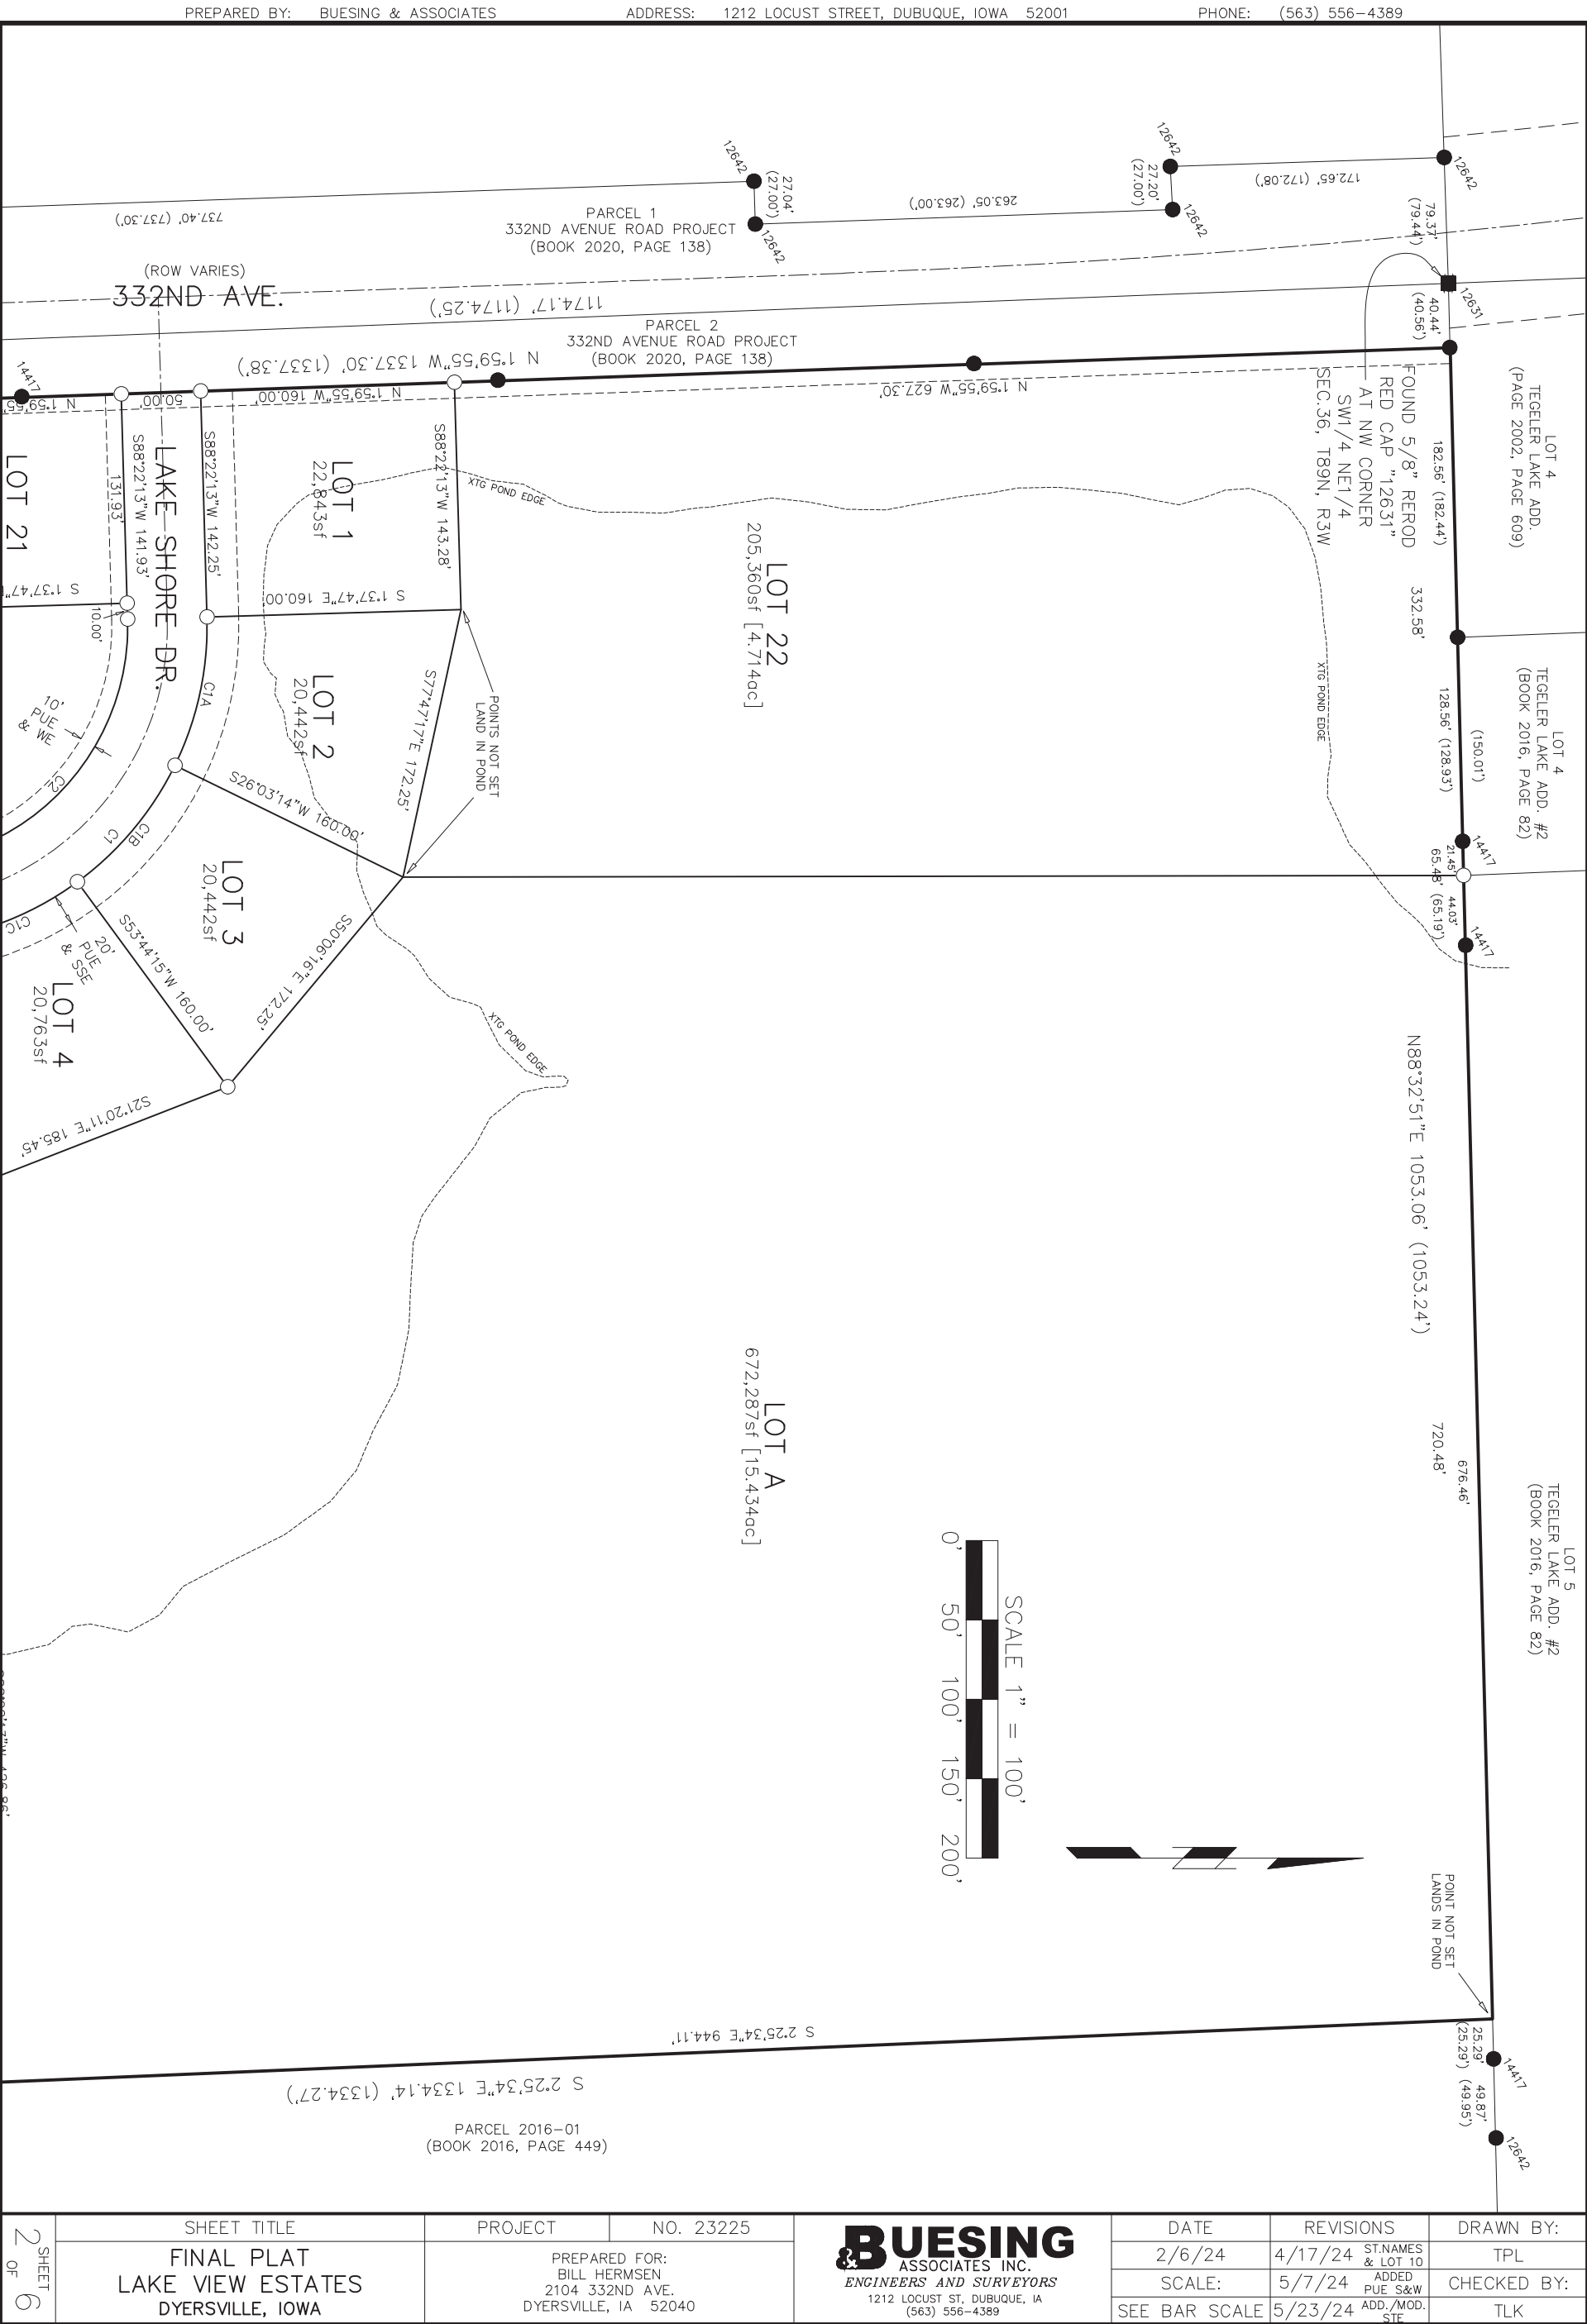 PREPARED BY: BUESING & ASSOCIATES ADDRESS: 1212 LOCUST STREET, DUBUQUE, IOWA 52001 PHONE: (563) 556-4389
12642
12642
172.65' (172.08')
12642
27.20'
(27.00')
12642
263.05' (263.00')
12642
27.04'
(27.00')
12642
737.40' (737.30')
79.37'
(79.44')
12631
40.44'
(40.56')
PARCEL 1
332ND AVENUE ROAD PROJECT
(BOOK 2020, PAGE 138)
(ROW VARIES)
332ND AVE.
1174.17' (1174.25')
PARCEL 2
332ND AVENUE ROAD PROJECT
(BOOK 2020, PAGE 138)
N 1°59'55"W 1337.30' (1337.38')
N 1°59'55"W 627.30'
N 1°59'55"W 160.00'
50.00'
N 1°59'55"
14417
FOUND 5/8" REROD
RED CAP "12631"
AT NW CORNER
SW1/4 NE1/4
SEC.36, T89N, R3W
LOT 4
TEGELER LAKE ADD.
(PAGE 2002, PAGE 609)
182.56' (182.44')
332.58'
LOT 4
TEGELER LAKE ADD. #2
(BOOK 2016, PAGE 82)
(150.01')
128.56' (128.93')
14417
21.45'
44.03'
65.48' (65.19')
14417
N88°32'51"E 1053.06' (1053.24')
720.48'
676.46'
LOT 5
TEGELER LAKE ADD. #2
(BOOK 2016, PAGE 82)
LOT 22
205,360sf [4.714ac]
XTG POND EDGE
XTG POND EDGE
XTG POND EDGE
LOT 1
22,843sf
S88°22'13"W 143.28'
S88°22'13"W 142.25'
S 1°37'47"E 160.00'
LAKE SHORE DR.
S88°22'13"W 141.93'
131.93'
10.00'
LOT 21
S 1°37'47"E
LOT 2
20,442sf
S77°47'17"E 172.25'
POINTS NOT SET
LAND IN POND
S26°03'14"W 160.00'
C1A
C1B
C1
C1C
C2
10'
PUE
& WE
LOT 3
20,442sf
S50°06'16"E 172.25'
S53°44'15"W 160.00'
20'
PUE
& SSE
LOT 4
20,763sf
S21°20'11"E 185.45'
LOT A
672,287sf [15.434ac]
SCALE 1" = 100'
0' 50' 100' 150' 200'
N
POINT NOT SET
LANDS IN POND
25.29'
(25.29')
14417
49.87'
(49.95')
12642
S 2°25'34"E 944.11'
S 2°25'34"E 1334.14' (1334.27')
PARCEL 2016-01
(BOOK 2016, PAGE 449)
SHEET
2 OF 6
SHEET TITLE
FINAL PLAT
LAKE VIEW ESTATES
DYERSVILLE, IOWA
PROJECT NO. 23225
PREPARED FOR:
BILL HERMSEN
2104 332ND AVE.
DYERSVILLE, IA 52040
BUESING
& ASSOCIATES INC.
ENGINEERS AND SURVEYORS
1212 LOCUST ST, DUBUQUE, IA
(563) 556-4389
DATE REVISIONS DRAWN BY:
2/6/24 4/17/24 ST.NAMES & LOT 10 TPL
SCALE: 5/7/24 ADDED PUE S&W CHECKED BY:
SEE BAR SCALE 5/23/24 ADD./MOD. STE TLK